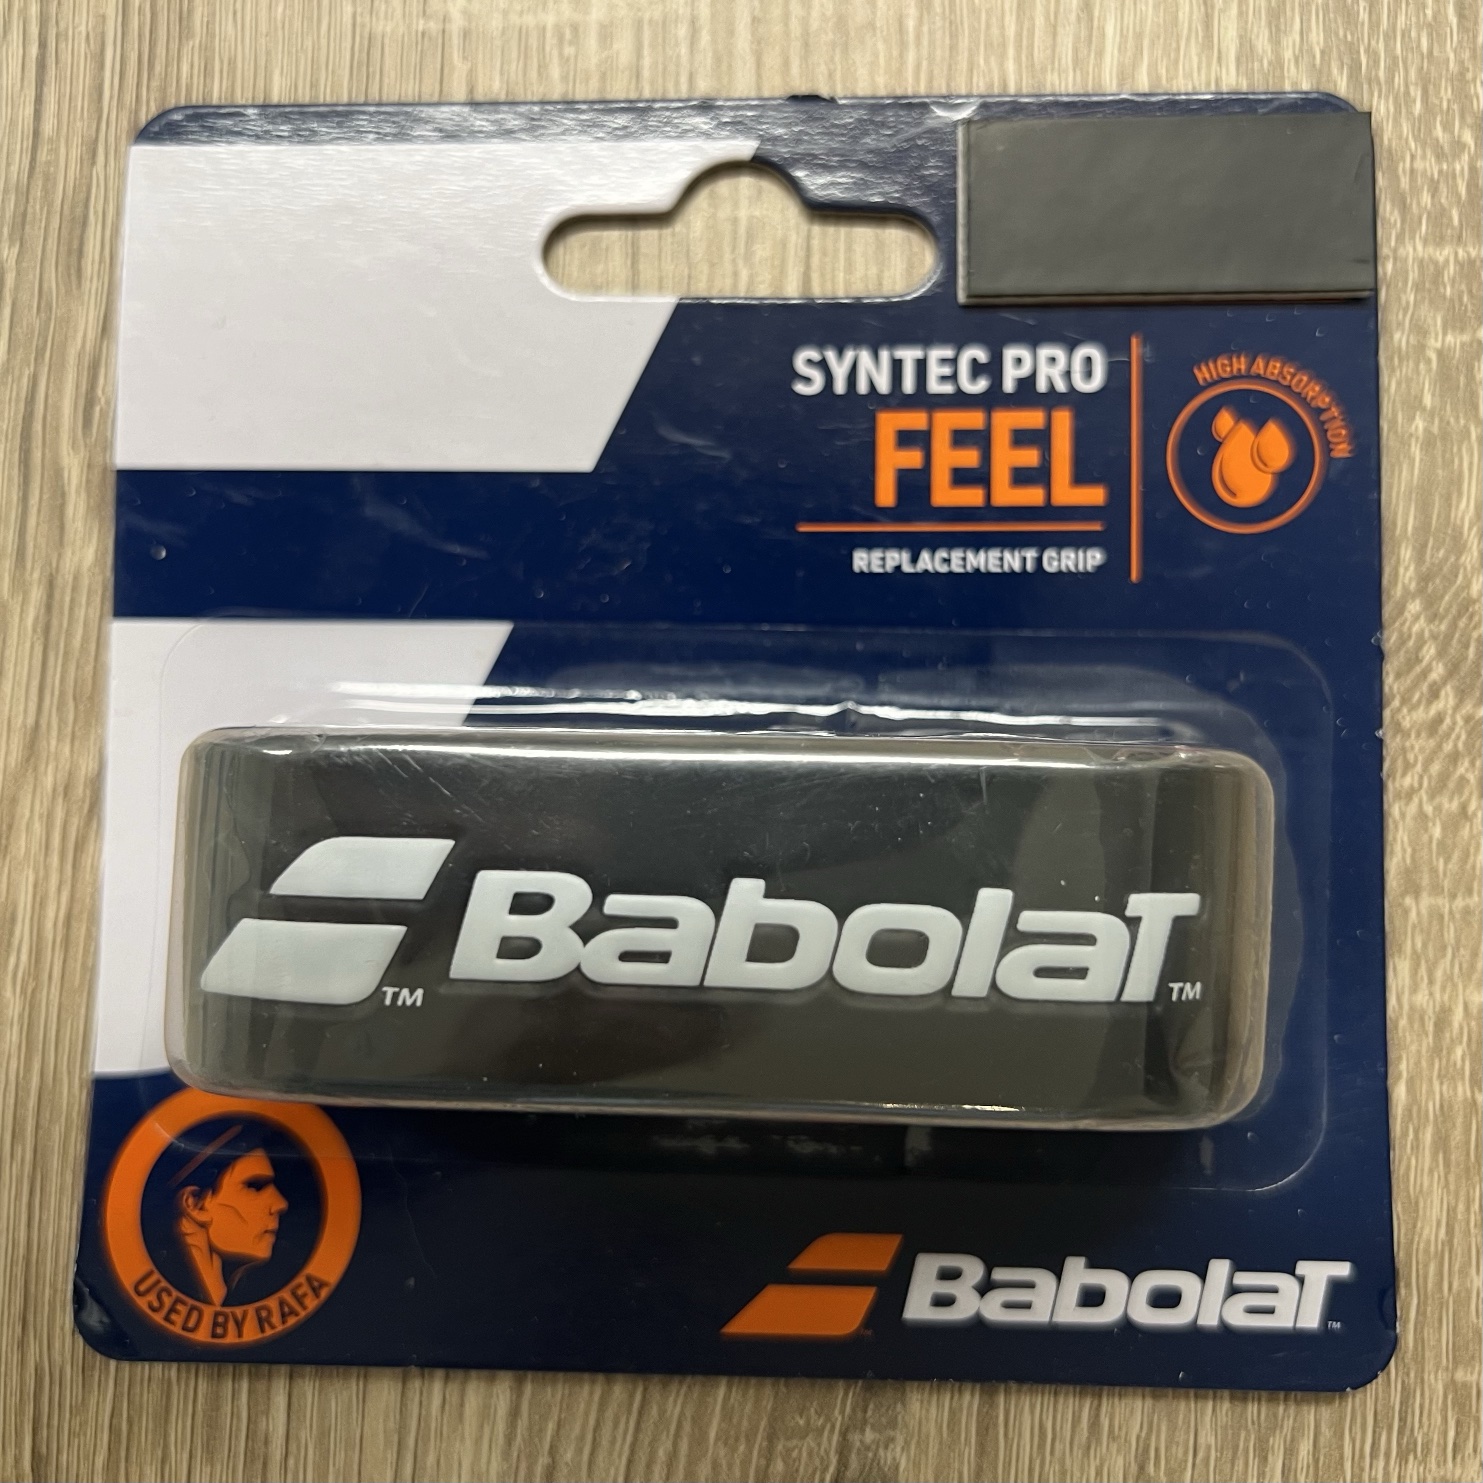 SYNTEC PRO
FEEL
REPLACEMENT GRIP
HIGH ABSORPTION
™ Babolat™
USED BY RAFA
Babolat™